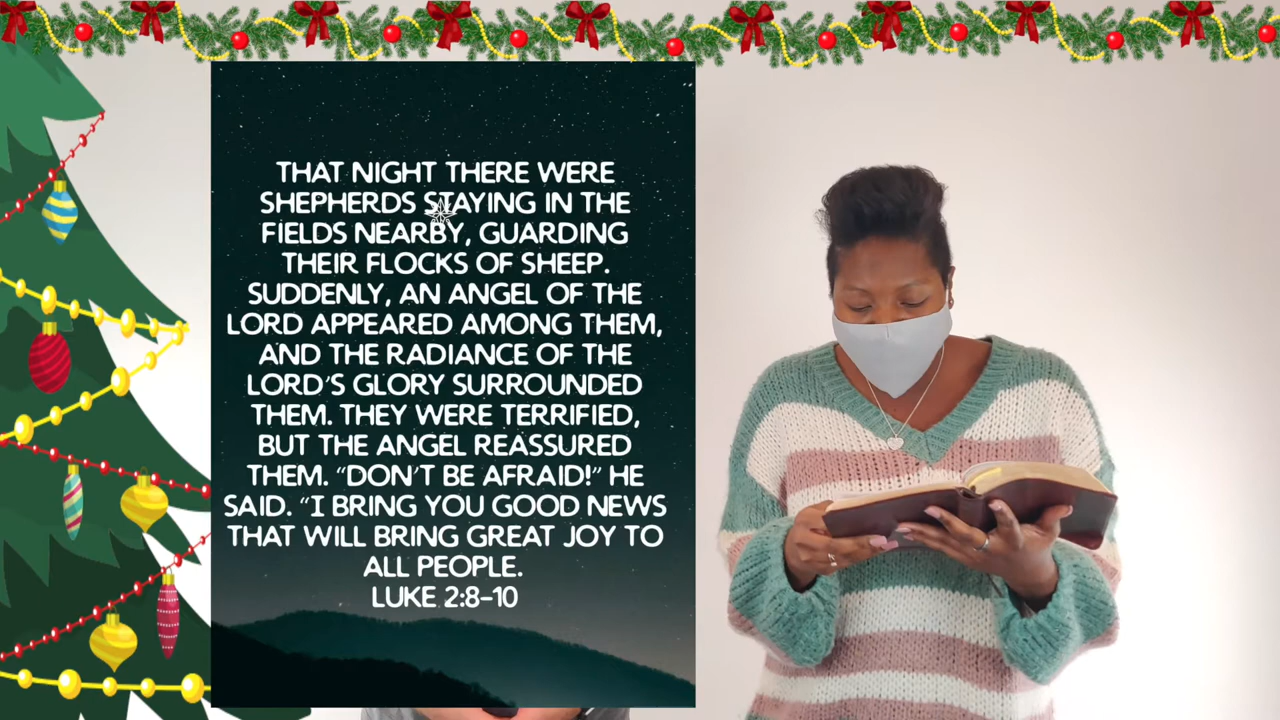 THAT NIGHT THERE WERE
SHEPHERDS STAYING IN THE
FIELDS NEARBY, GUARDING
THEIR FLOCKS OF SHEEP.
SUDDENLY, AN ANGEL OF THE
LORD APPEARED AMONG THEM,
AND THE RADIANCE OF THE
LORD'S GLORY SURROUNDED
THEM. THEY WERE TERRIFIED,
BUT THE ANGEL REASSURED
THEM. “DON'T BE AFRAID!” HE
SAID. “I BRING YOU GOOD NEWS
THAT WILL BRING GREAT JOY TO
ALL PEOPLE.
LUKE 2:8-10